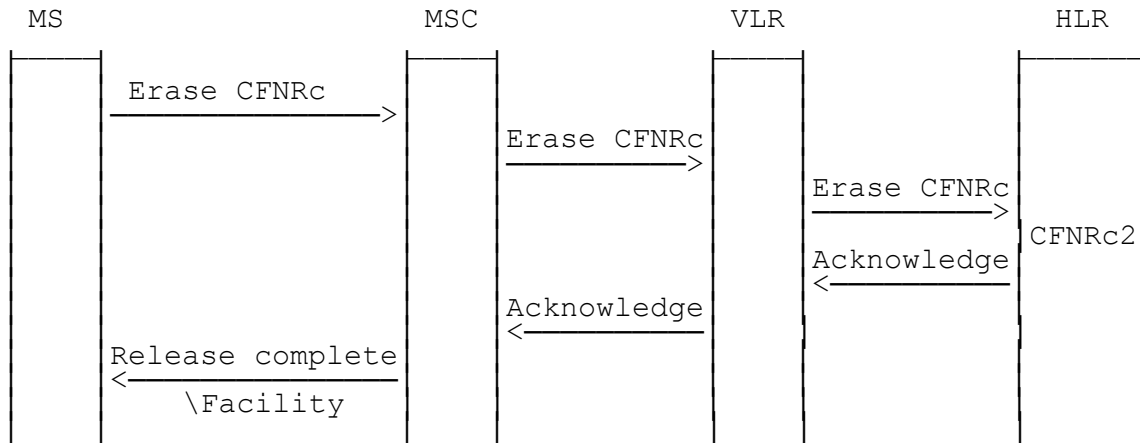 MS MSC VLR HLR
Erase CFNRc
Erase CFNRc
Erase CFNRc
CFNRc2
Acknowledge
Acknowledge
Release complete
\Facility